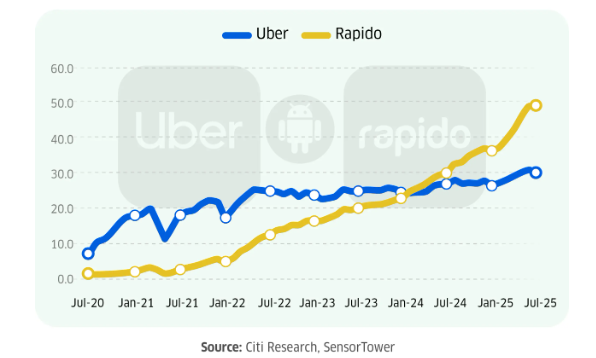 Uber Rapido
60.0
50.0
40.0
30.0
20.0
10.0
0.0
Uber
rapido
Jul-20 Jan-21 Jul-21 Jan-22 Jul-22 Jan-23 Jul-23 Jan-24 Jul-24 Jan-25 Jul-25
Source: Citi Research, SensorTower